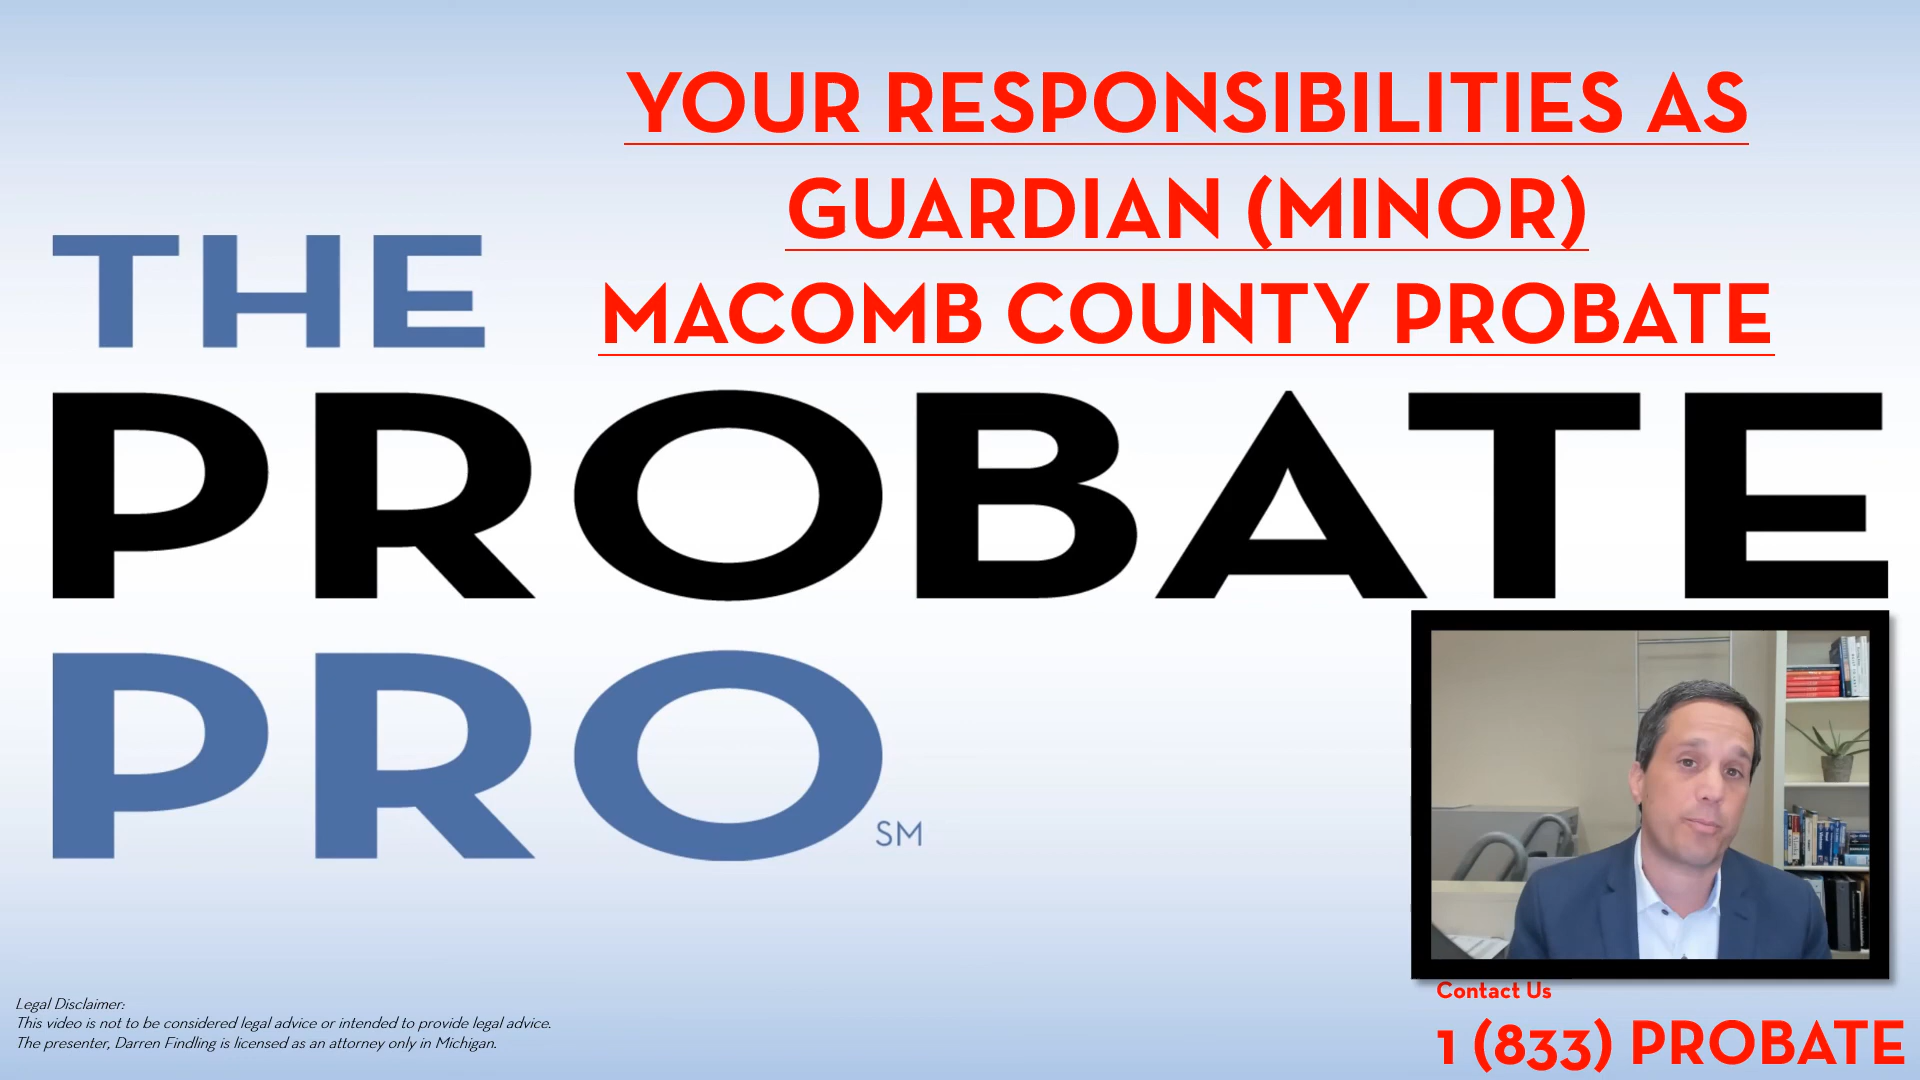 YOUR RESPONSIBILITIES AS
GUARDIAN (MINOR)
MACOMB COUNTY PROBATE
THE
PROBATE
PRO
SM
Contact Us
1 (833) PROBATE
Legal Disclaimer:
This video is not to be considered legal advice or intended to provide legal advice.
The presenter, Darren Findling is licensed as an attorney only in Michigan.